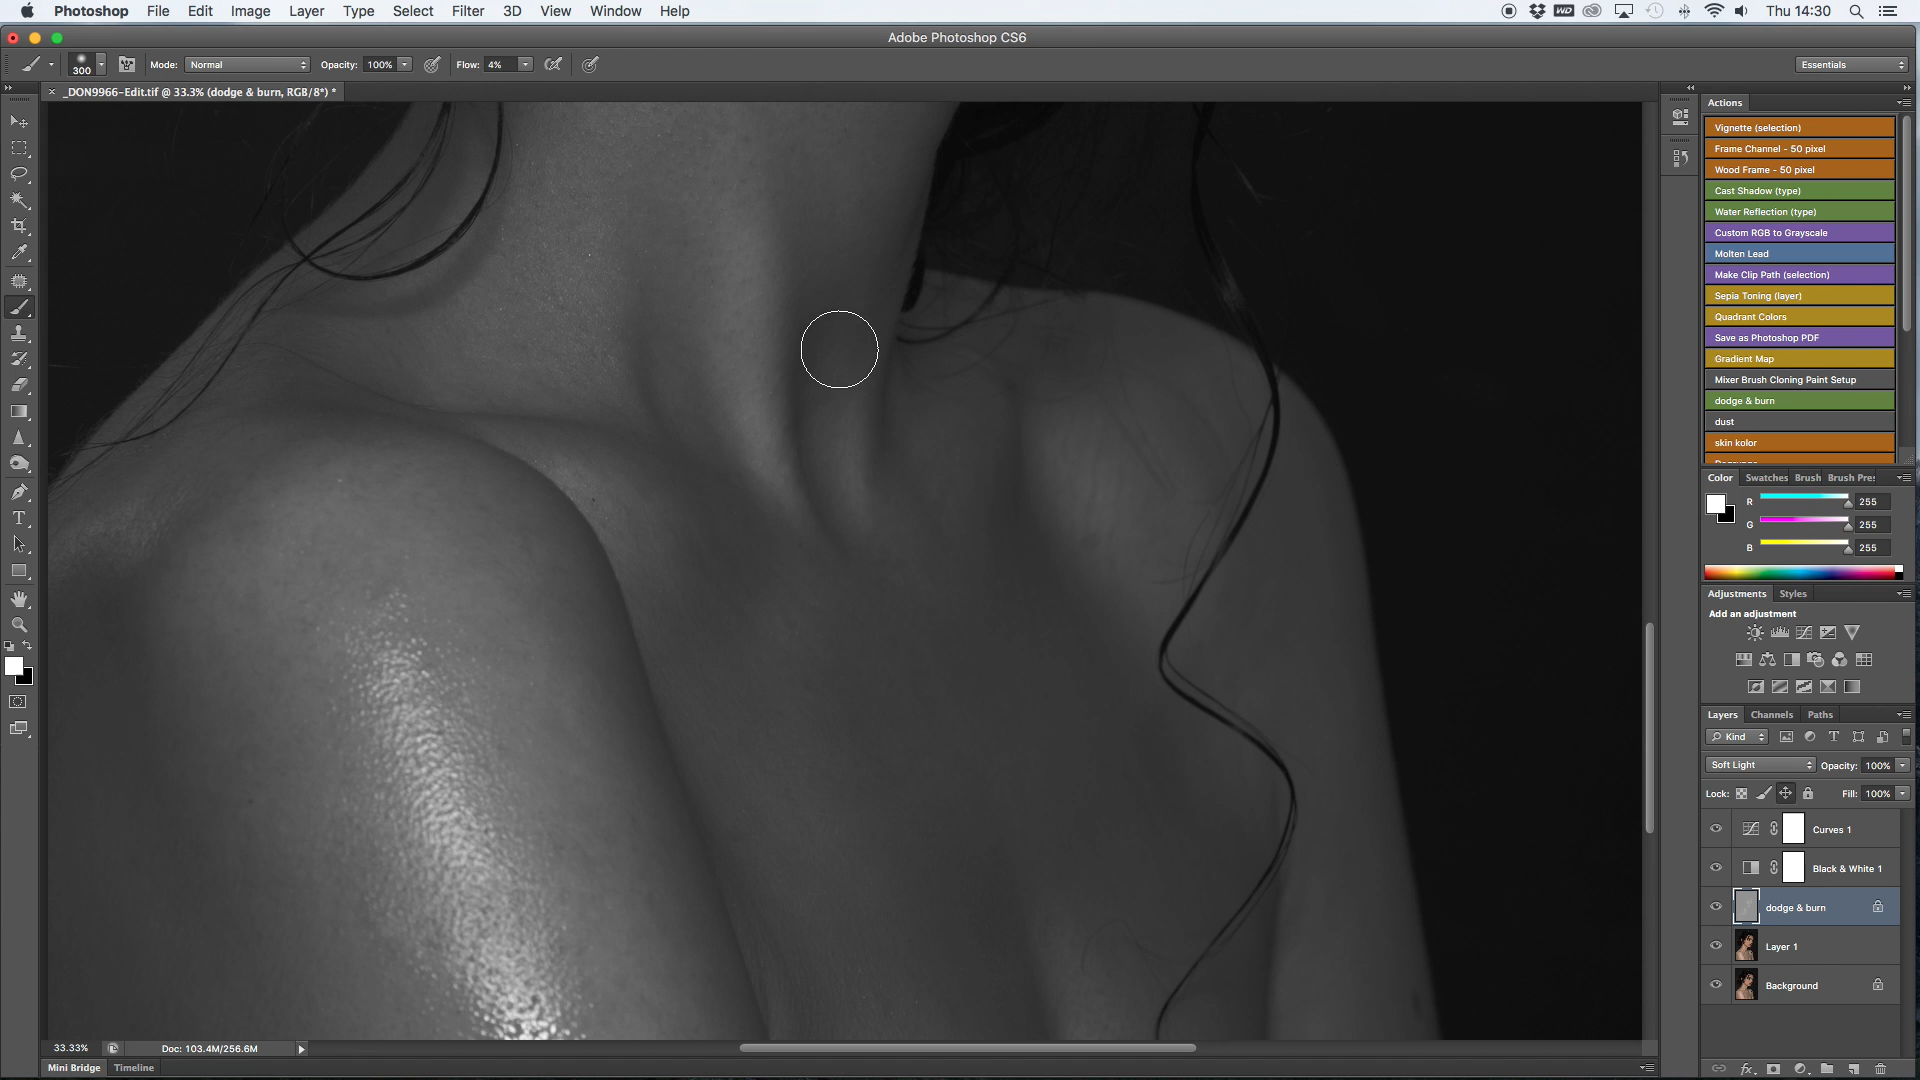 Photoshop File Edit Image Layer Type Select Filter 3D View Window Help WD Thu 14:30
Adobe Photoshop CS6
300 Mode: Normal Opacity: 100% Flow: 4% Essentials
× _DON9966-Edit.tif @ 33.3% (dodge & burn, RGB/8*) *
Actions
Vignette (selection)
Frame Channel - 50 pixel
Wood Frame - 50 pixel
Cast Shadow (type)
Water Reflection (type)
Custom RGB to Grayscale
Molten Lead
Make Clip Path (selection)
Sepia Toning (layer)
Quadrant Colors
Save as Photoshop PDF
Gradient Map
Mixer Brush Cloning Paint Setup
dodge & burn
dust
skin kolor
Color Swatches Brush Brush Pre
R 255
G 255
B 255
Adjustments Styles
Add an adjustment
Layers Channels Paths
Kind
Soft Light Opacity: 100%
Lock: Fill: 100%
Curves 1
Black & White 1
dodge & burn
Layer 1
Background
33.33% Doc: 103.4M/256.6M
Mini Bridge Timeline